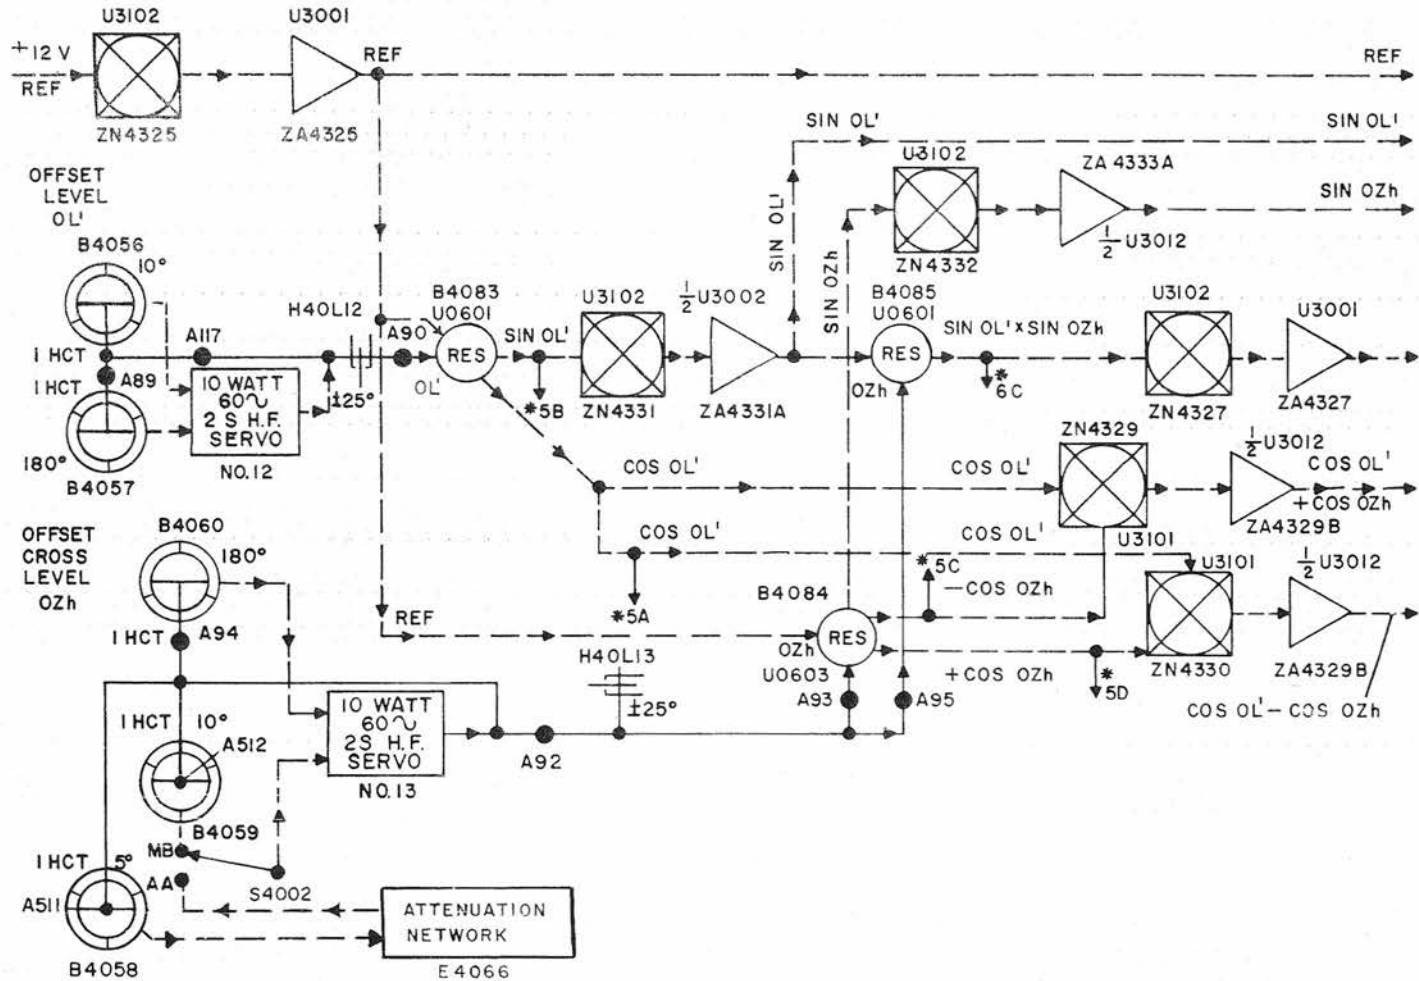 U3102
U3001
+12 V
REF
REF
REF
ZN4325
ZA4325
SIN OL'
SIN OL'
U3102
ZA 4333A
SIN OZh
ZN4332
1/2 U3012
OFFSET
LEVEL
OL'
B4056
10°
SIN OL'
SIN OZh
H40L12
B4083
U0601
U3102
1/2 U3002
B4085
U0601
U3102
U3001
1 HCT
A117
A90
RES
SIN OL'
RES
SIN OL' x SIN OZh
1 HCT
A89
10 WATT
60~
2 S H.F.
SERVO
±25°
OL'
*5B
ZN4331
ZA4331A
OZh
*6C
ZN4327
ZA4327
180°
B4057
NO.12
COS OL'
COS OL'
ZN4329
1/2 U3012
COS OL'
+COS OZh
ZA4329B
U3101
OFFSET
CROSS
LEVEL
OZh
B4060
180°
COS OL'
COS OL'
*5C
-COS OZh
U3101
1/2 U3012
1 HCT
A94
REF
*5A
B4084
RES
OZh
U0603
+COS OZh
*5D
ZN4330
ZA4329B
COS OL'-COS OZh
H40L13
±25°
A93
A95
1 HCT
10°
A512
10 WATT
60~
2S H.F.
SERVO
A92
NO.13
B4059
MB
1 HCT
5°
AA
S4002
A511
ATTENUATION
NETWORK
B4058
E4066